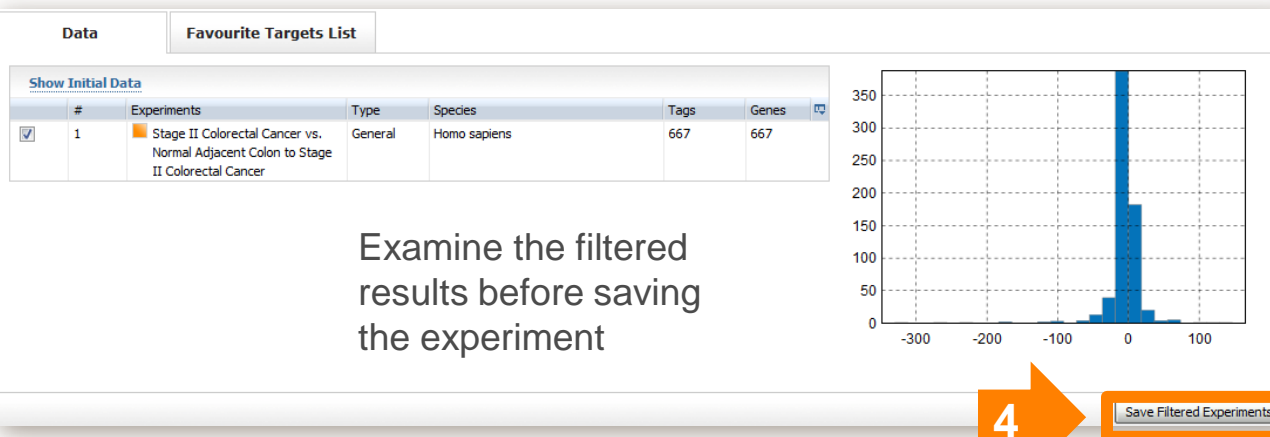 Data
Favourite Targets List
Show Initial Data
# Experiments Type Species Tags Genes
1 Stage II Colorectal Cancer vs. General Homo sapiens 667 667
Normal Adjacent Colon to Stage
II Colorectal Cancer
Examine the filtered
results before saving
the experiment
350
300
250
200
150
100
50
0
-300 -200 -100 0 100
4
Save Filtered Experiments